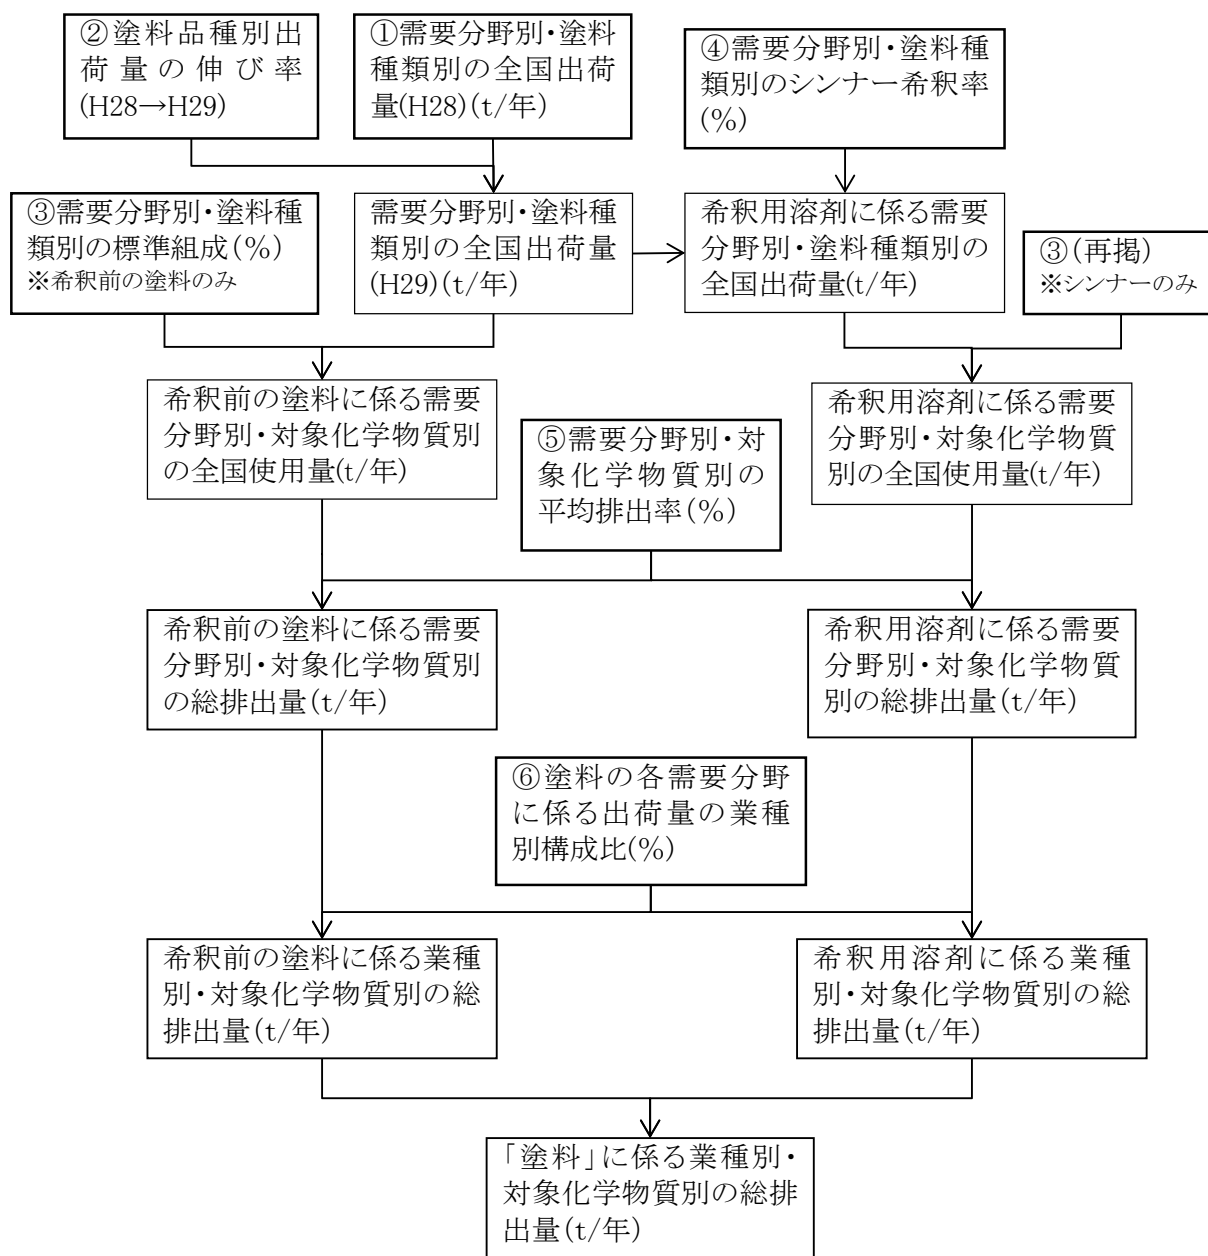 ②塗料品種別出
荷量の伸び率
(H28→H29)
①需要分野別・塗料
種類別の全国出荷
量(H28)(t/年)
④需要分野別・塗料種
類別のシンナー希釈率
(%)
③需要分野別・塗料種
類別の標準組成(%)
※希釈前の塗料のみ
需要分野別・塗料種
類別の全国出荷量
(H29)(t/年)
希釈用溶剤に係る需要
分野別・塗料種類別の
全国出荷量(t/年)
③(再掲)
※シンナーのみ
希釈前の塗料に係る需要
分野別・対象化学物質別
の全国使用量(t/年)
⑤需要分野別・対
象化学物質別の
平均排出率(%)
希釈用溶剤に係る需要
分野別・対象化学物質
別の全国使用量(t/年)
希釈前の塗料に係る需要
分野別・対象化学物質別
の総排出量(t/年)
希釈用溶剤に係る需要
分野別・対象化学物質
別の総排出量(t/年)
⑥塗料の各需要分野
に係る出荷量の業種
別構成比(%)
希釈前の塗料に係る業種
別・対象化学物質別の総
排出量(t/年)
希釈用溶剤に係る業種
別・対象化学物質別の総
排出量(t/年)
「塗料」に係る業種別・
対象化学物質別の総排
出量(t/年)